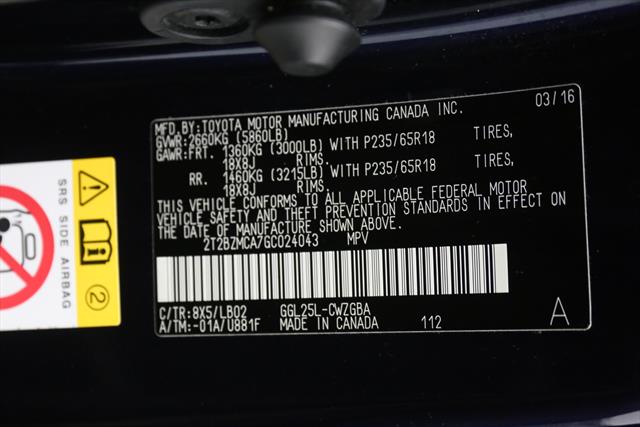 MFD.BY:TOYOTA MOTOR MANUFACTURING CANADA INC. 03/16
GVWR:2660KG (5860LB)
GAWR:FRT. 1360KG (3000LB) WITH P235/65R18 TIRES,
18X8J RIMS.
RR. 1460KG (3215LB) WITH P235/65R18 TIRES,
18X8J RIMS.
THIS VEHICLE CONFORMS TO ALL APPLICABLE FEDERAL MOTOR
VEHICLE SAFETY AND THEFT PREVENTION STANDARDS IN EFFECT ON
THE DATE OF MANUFACTURE SHOWN ABOVE.
2T2BZMCA7GC024043 MPV
C/TR:8X5/LB02 GGL25L-CWZGBA A
A/TM:-01A/U881F MADE IN CANADA 112
SRS SIDE AIRBAG
2